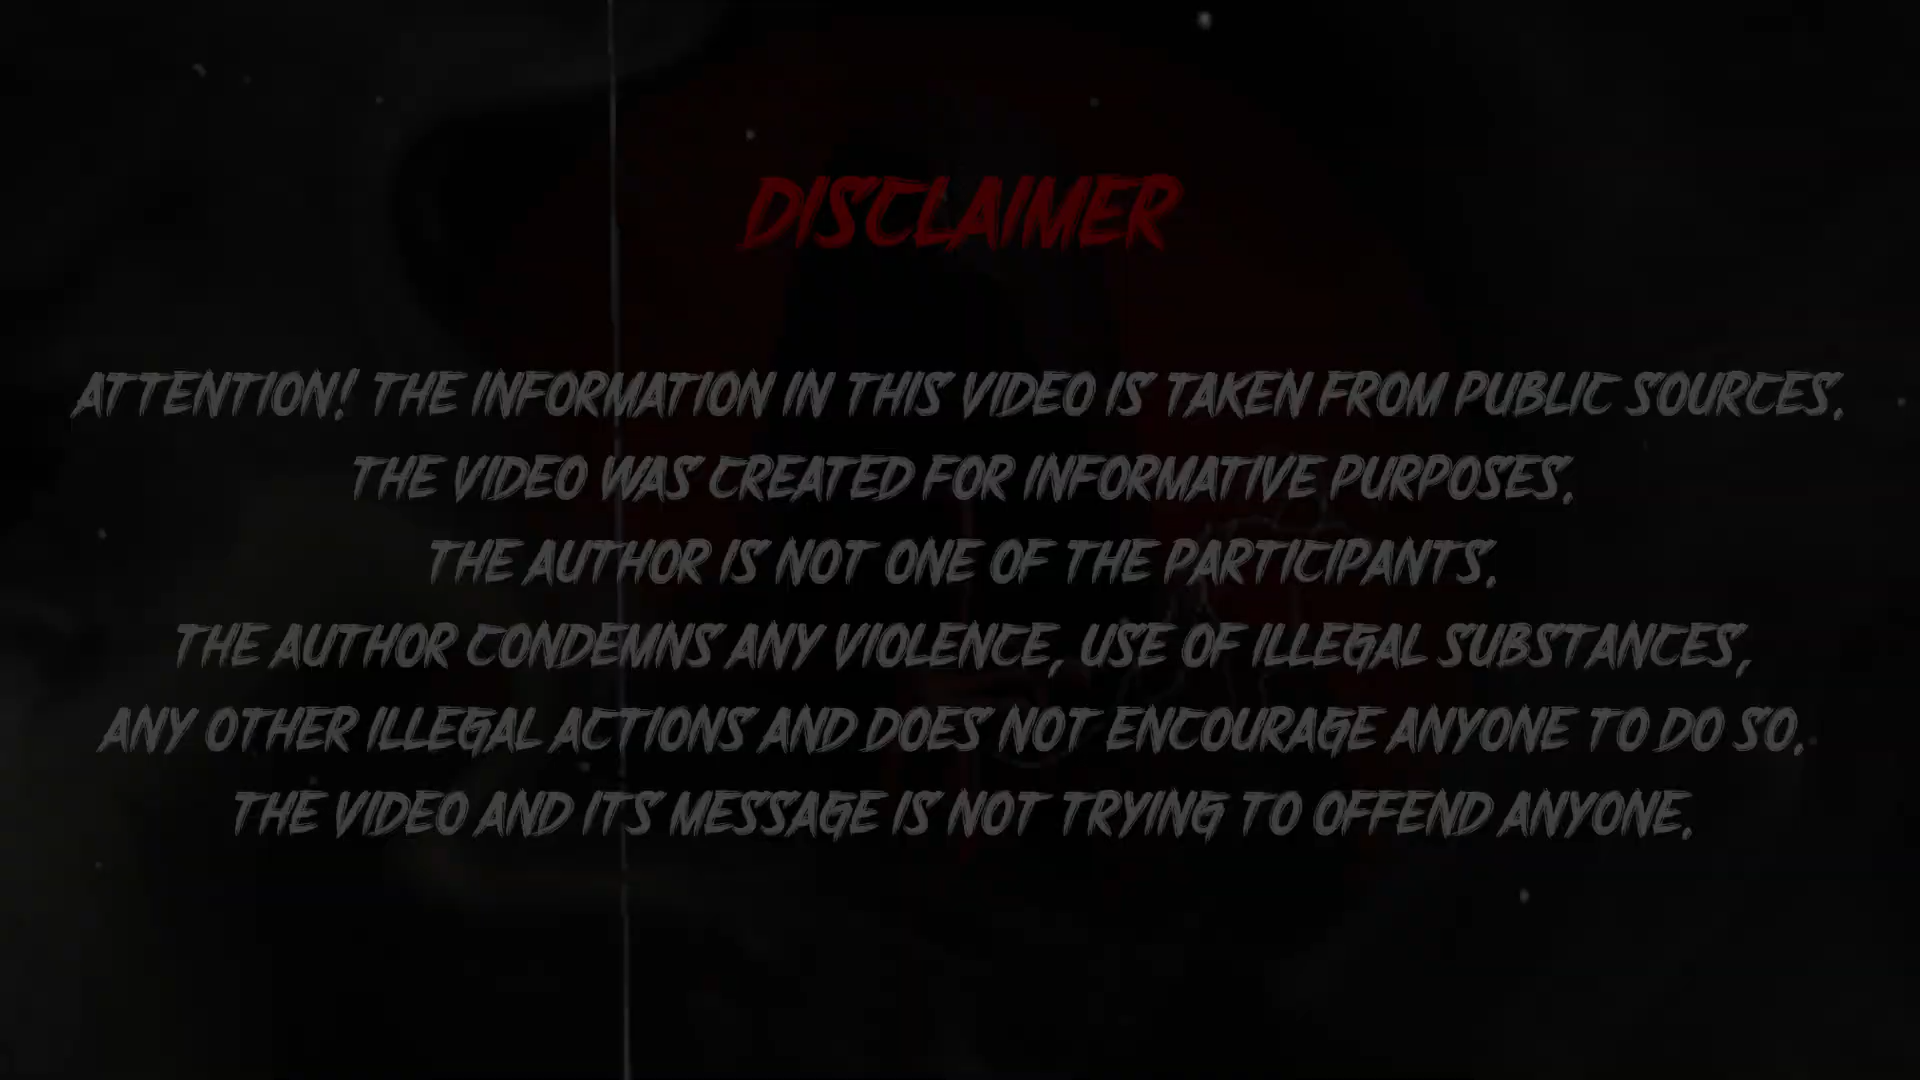 DISCLAIMER
ATTENTION! THE INFORMATION IN THIS VIDEO IS TAKEN FROM PUBLIC SOURCES.
THE VIDEO WAS CREATED FOR INFORMATIVE PURPOSES.
THE AUTHOR IS NOT ONE OF THE PARTICIPANTS.
THE AUTHOR CONDEMNS ANY VIOLENCE, USE OF ILLEGAL SUBSTANCES,
ANY OTHER ILLEGAL ACTIONS AND DOES NOT ENCOURAGE ANYONE TO DO SO.
THE VIDEO AND ITS MESSAGE IS NOT TRYING TO OFFEND ANYONE.